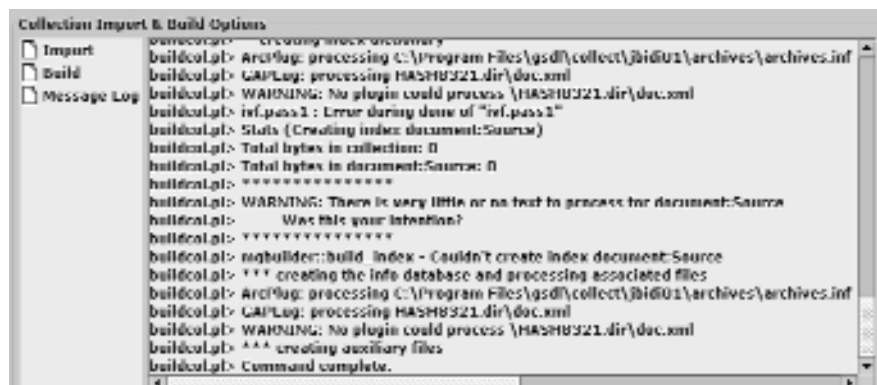 Collection Import & Build Options
Import
Build
Message Log
buildcol.pl> creating index dictionary
buildcol.pl> ArcPlug: processing C:\Program Files\gsdl\collect\jbidi01\archives\archives.inf
buildcol.pl> GAPLug: processing HASH8321.dir\doc.xml
buildcol.pl> WARNING: No plugin could process \HASH8321.dir\doc.xml
buildcol.pl> ivf.pass1 : Error during done of "ivf.pass1"
buildcol.pl> Stats (Creating index document:Source)
buildcol.pl> Total bytes in collection: 0
buildcol.pl> Total bytes in document:Source: 0
buildcol.pl> ***************
buildcol.pl> WARNING: There is very little or no text to process for document:Source
buildcol.pl> Was this your intention?
buildcol.pl> ***************
buildcol.pl> mgbuilder::build_index - Couldn't create index document:Source
buildcol.pl> *** creating the info database and processing associated files
buildcol.pl> ArcPlug: processing C:\Program Files\gsdl\collect\jbidi01\archives\archives.inf
buildcol.pl> GAPLug: processing HASH8321.dir\doc.xml
buildcol.pl> WARNING: No plugin could process \HASH8321.dir\doc.xml
buildcol.pl> *** creating auxiliary files
buildcol.pl> Command complete.